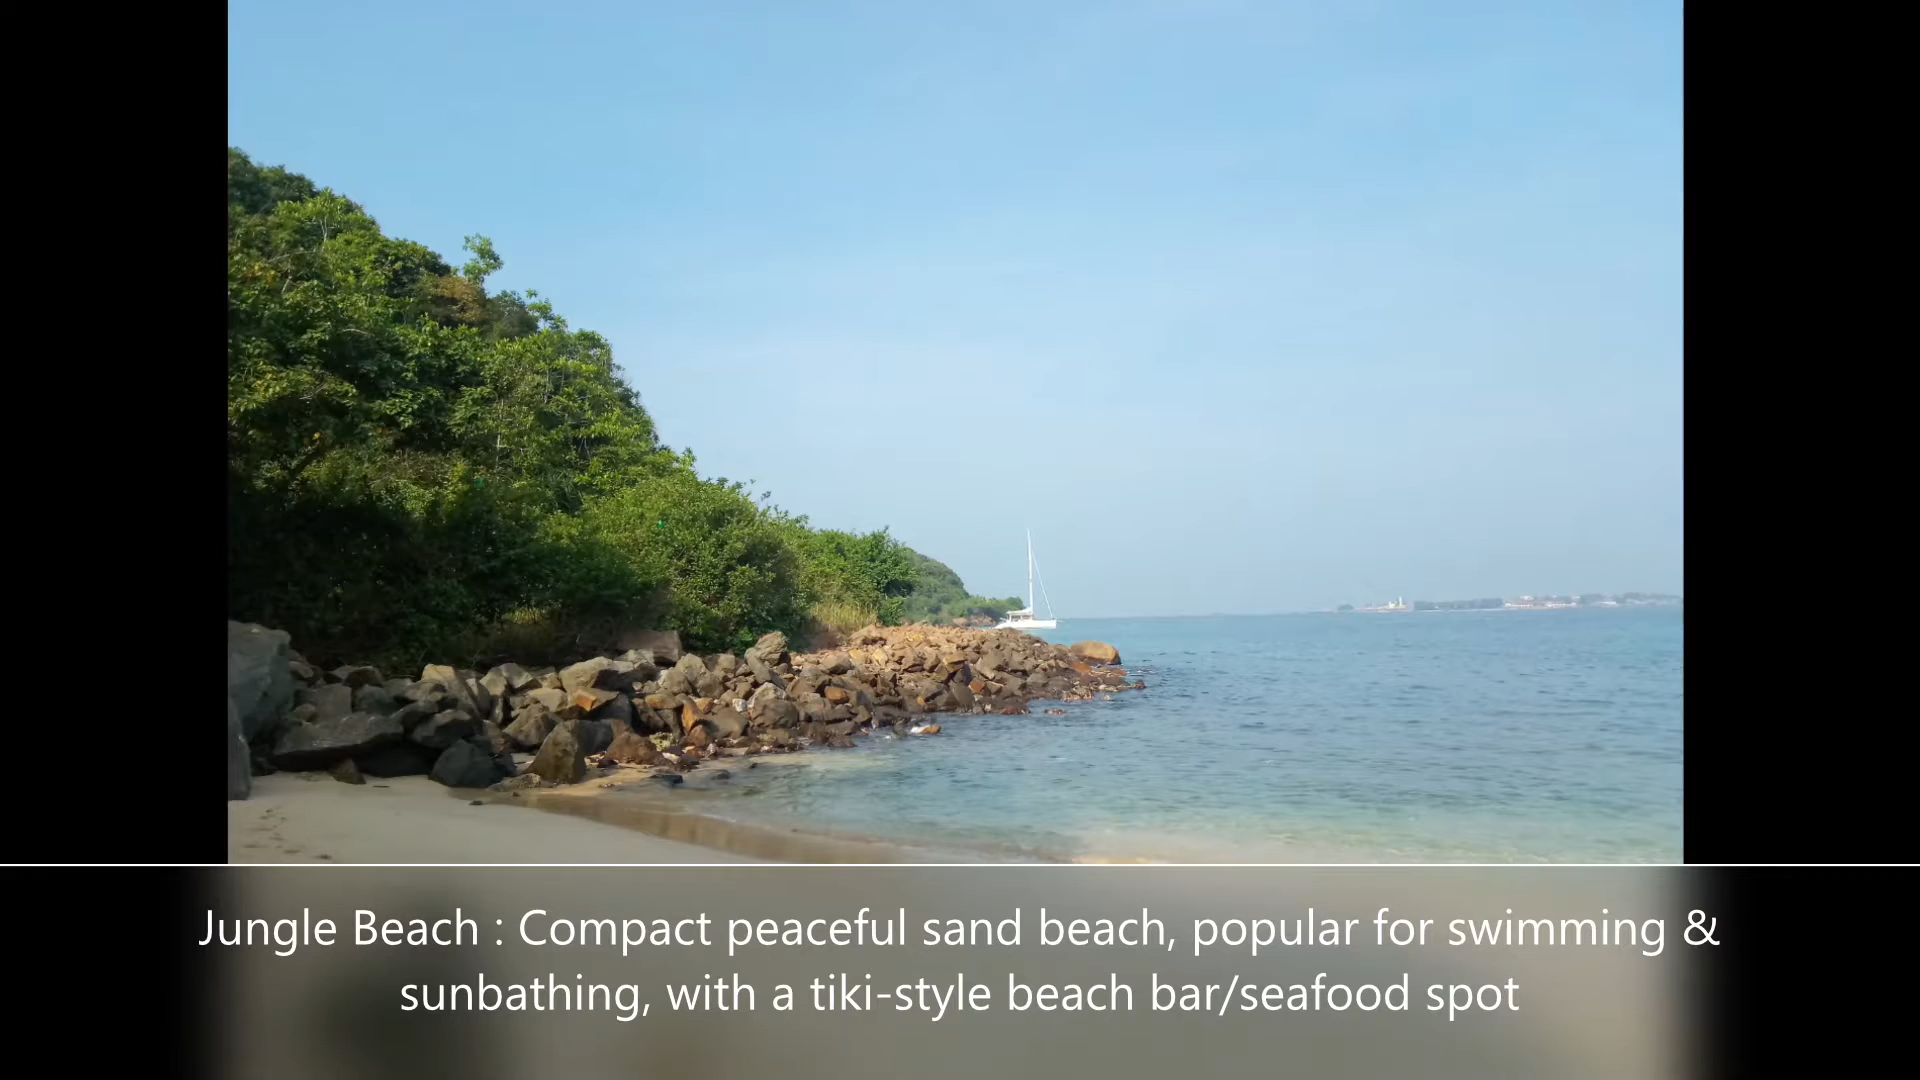 Jungle Beach : Compact peaceful sand beach, popular for swimming &
sunbathing, with a tiki-style beach bar/seafood spot